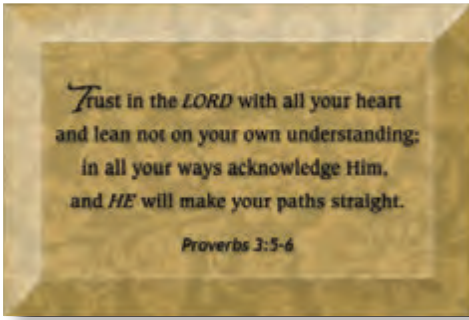 Trust in the LORD with all your heart
and lean not on your own understanding;
in all your ways acknowledge Him,
and HE will make your paths straight.
Proverbs 3:5-6